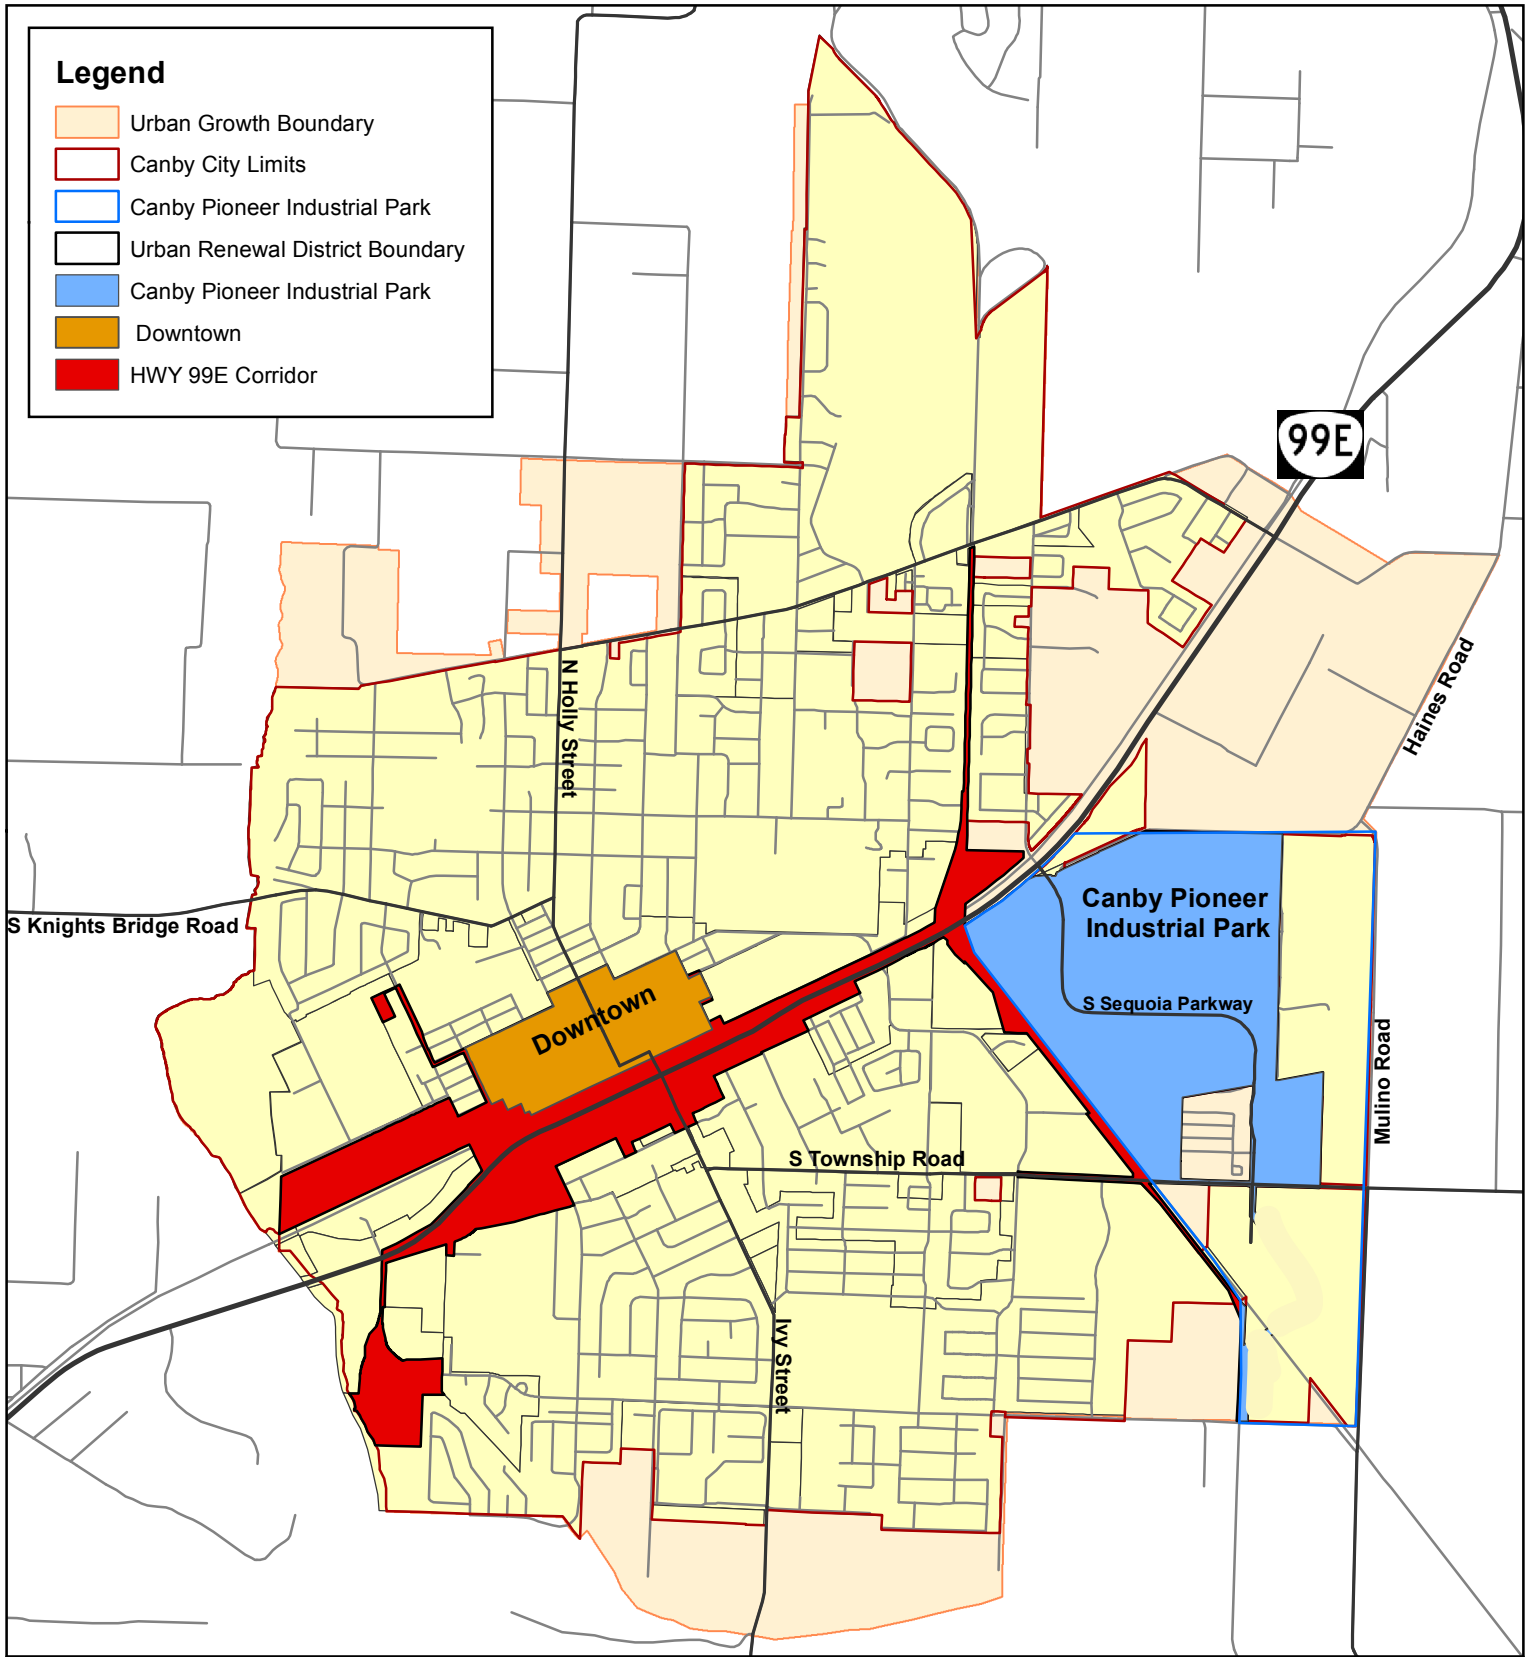 Legend
Urban Growth Boundary
Canby City Limits
Canby Pioneer Industrial Park
Urban Renewal District Boundary
Canby Pioneer Industrial Park
Downtown
HWY 99E Corridor
99E
Haines Road
N Holly Street
Canby Pioneer
Industrial Park
S Knights Bridge Road
S Sequoia Parkway
Downtown
Mulino Road
S Township Road
Ivy Street